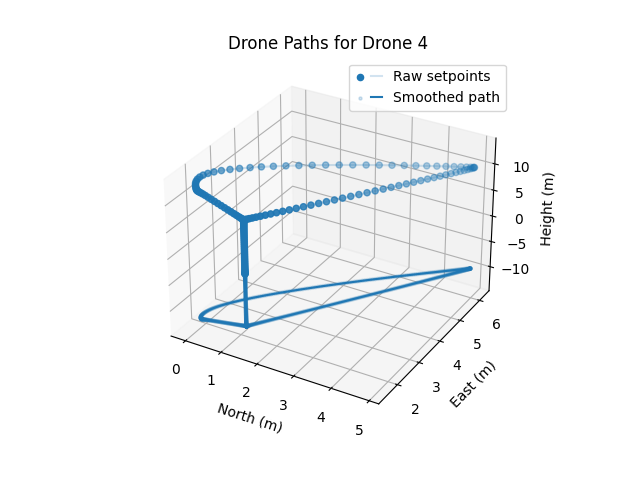 Drone Paths for Drone 4
Raw setpoints
Smoothed path
10
5
0
−5
−10
Height (m)
6
5
4
3
2
East (m)
0
1
2
3
4
5
North (m)